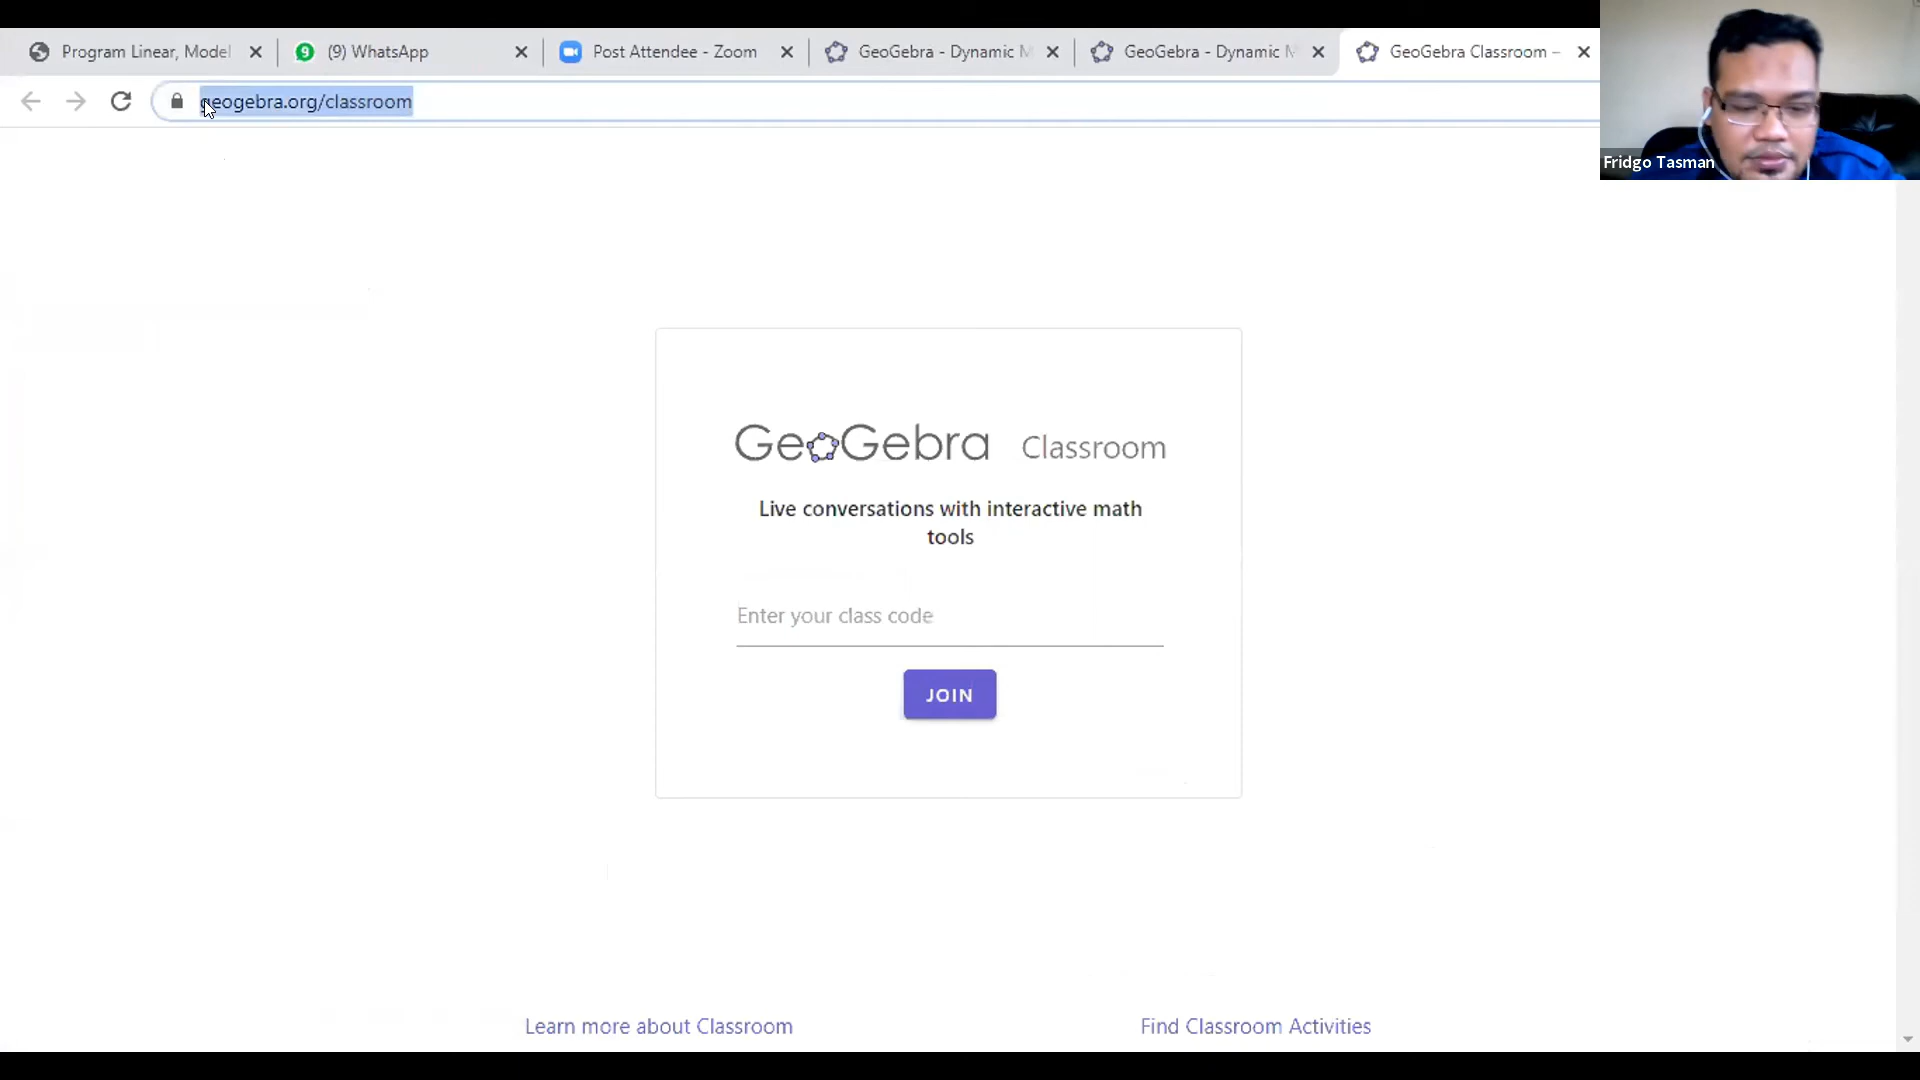 Program Linear, Model
(9) WhatsApp
Post Attendee - Zoom
GeoGebra - Dynamic M
GeoGebra - Dynamic M
GeoGebra Classroom –
geogebra.org/classroom
Fridgo Tasman
GeoGebra Classroom
Live conversations with interactive math
tools
Enter your class code
JOIN
Learn more about Classroom
Find Classroom Activities